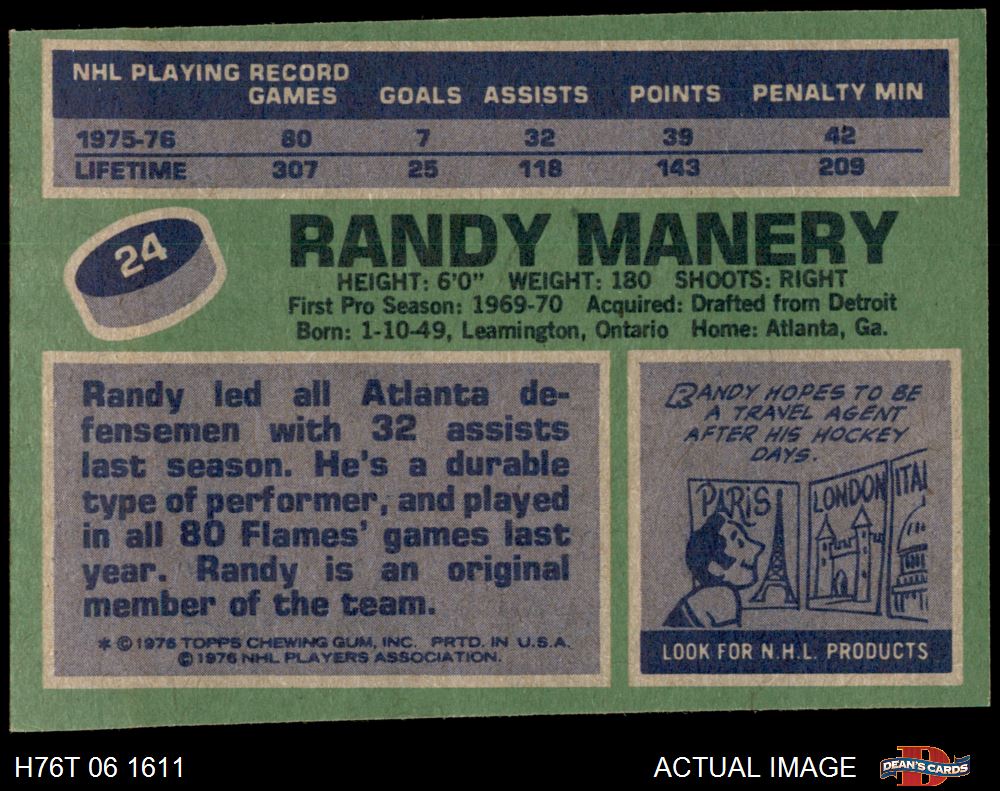 NHL PLAYING RECORD
GAMES GOALS ASSISTS POINTS PENALTY MIN
1975-76 80 7 32 39 42
LIFETIME 307 25 118 143 209
24
RANDY MANERY
HEIGHT: 6'0" WEIGHT: 180 SHOOTS: RIGHT
First Pro Season: 1969-70 Acquired: Drafted from Detroit
Born: 1-10-49, Leamington, Ontario Home: Atlanta, Ga.
Randy led all Atlanta de-
fensemen with 32 assists
last season. He's a durable
type of performer, and played
in all 80 Flames' games last
year. Randy is an original
member of the team.
* © 1976 TOPPS CHEWING GUM, INC. PRTD. IN U.S.A.
© 1976 NHL PLAYERS ASSOCIATION.
RANDY HOPES TO BE
A TRAVEL AGENT
AFTER HIS HOCKEY
DAYS.
PARIS LONDON ITAL
LOOK FOR N.H.L. PRODUCTS
H76T 06 1611
ACTUAL IMAGE
DEAN'S CARDS